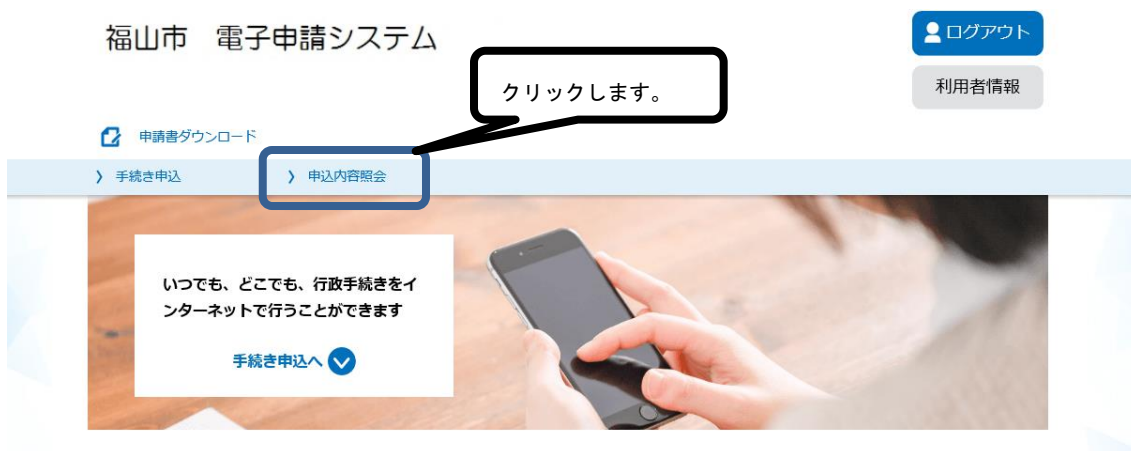 福山市 電子申請システム
ログアウト
利用者情報
クリックします。
申請書ダウンロード
手続き申込
申込内容照会
いつでも、どこでも、行政手続きをイ
ンターネットで行うことができます
手続き申込へ